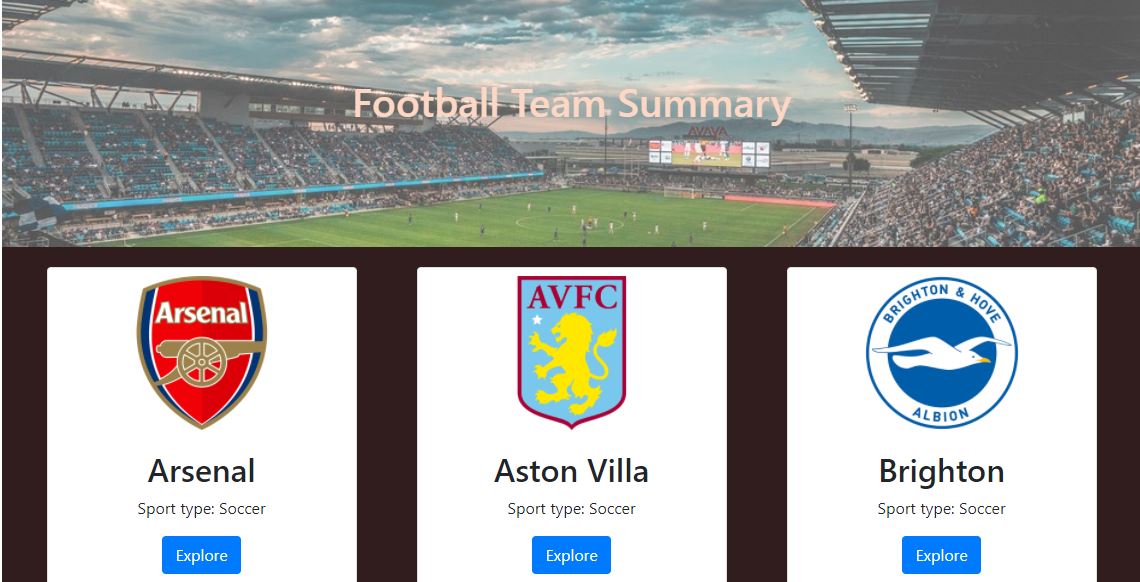 Football Team Summary
AVAYA
Arsenal
AVFC
BRIGHTON & HOVE
ALBION
Arsenal
Aston Villa
Brighton
Sport type: Soccer
Sport type: Soccer
Sport type: Soccer
Explore
Explore
Explore